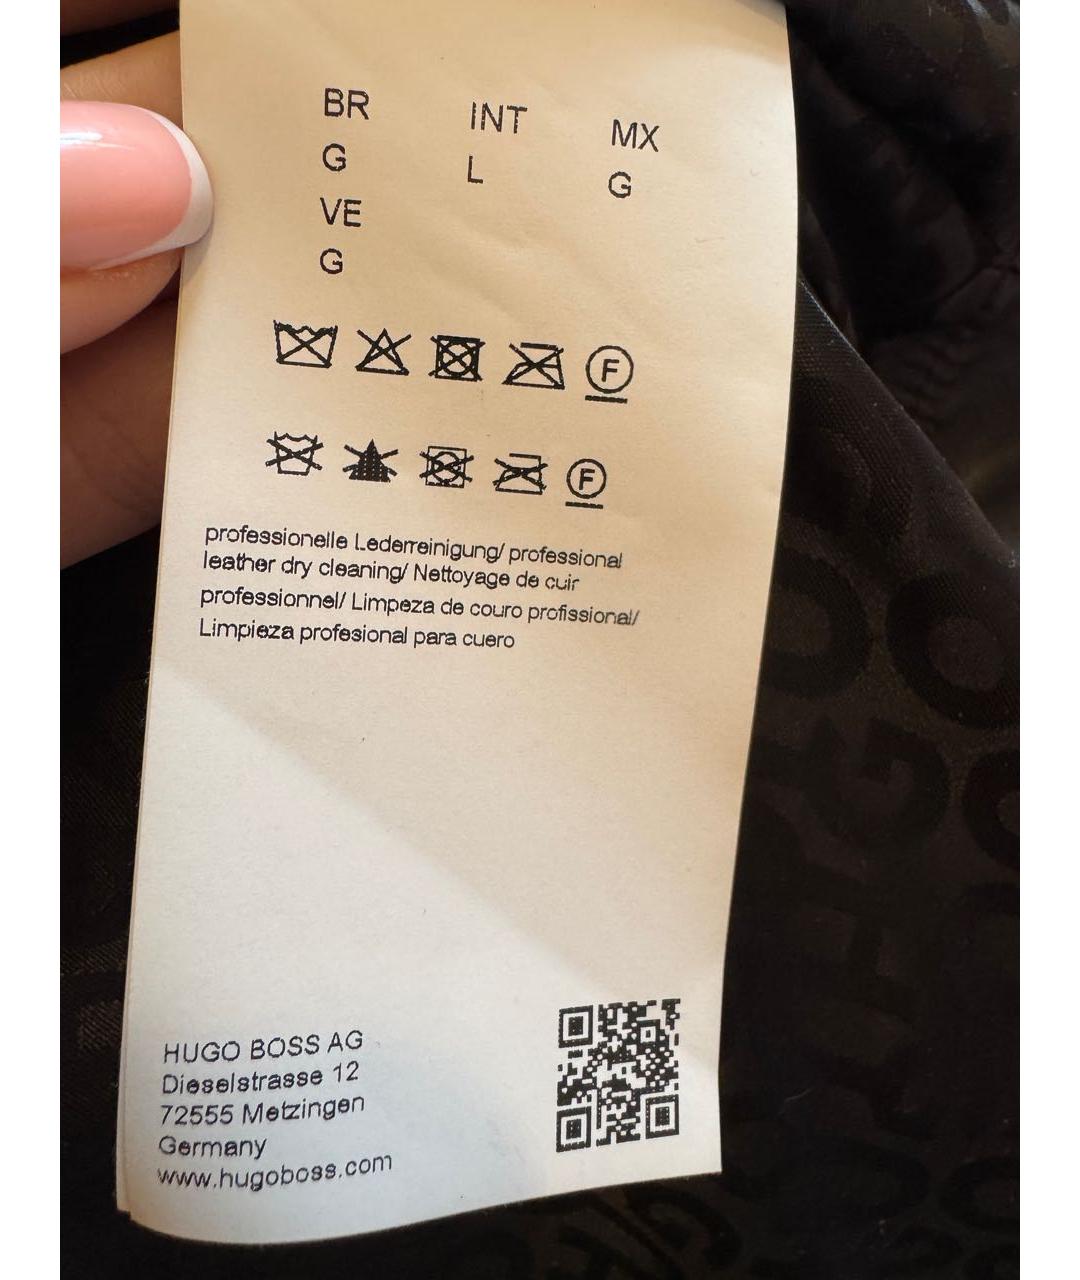 BR INT MX
G L G
VE
G
F
F
professionelle Lederreinigung/ professional
leather dry cleaning/ Nettoyage de cuir
professionnel/ Limpeza de couro profissional/
Limpieza profesional para cuero
HUGO BOSS AG
Dieselstrasse 12
72555 Metzingen
Germany
www.hugoboss.com